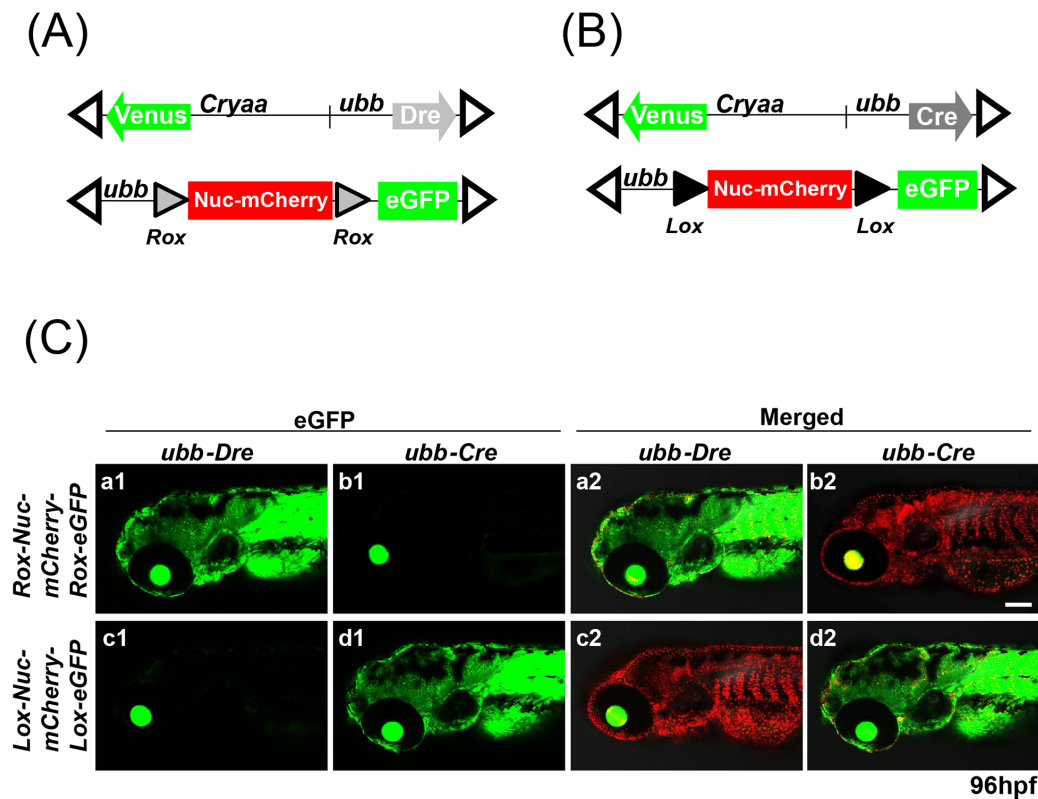 (A)
Venus Cryaa ubb Dre
ubb Nuc-mCherry eGFP
Rox Rox
(B)
Venus Cryaa ubb Cre
ubb Nuc-mCherry eGFP
Lox Lox
(C)
eGFP Merged
ubb-Dre ubb-Cre ubb-Dre ubb-Cre
Rox-Nuc-
mCherry-
Rox-eGFP
a1 b1 a2 b2
Lox-Nuc-
mCherry-
Lox-eGFP
c1 d1 c2 d2
96hpf